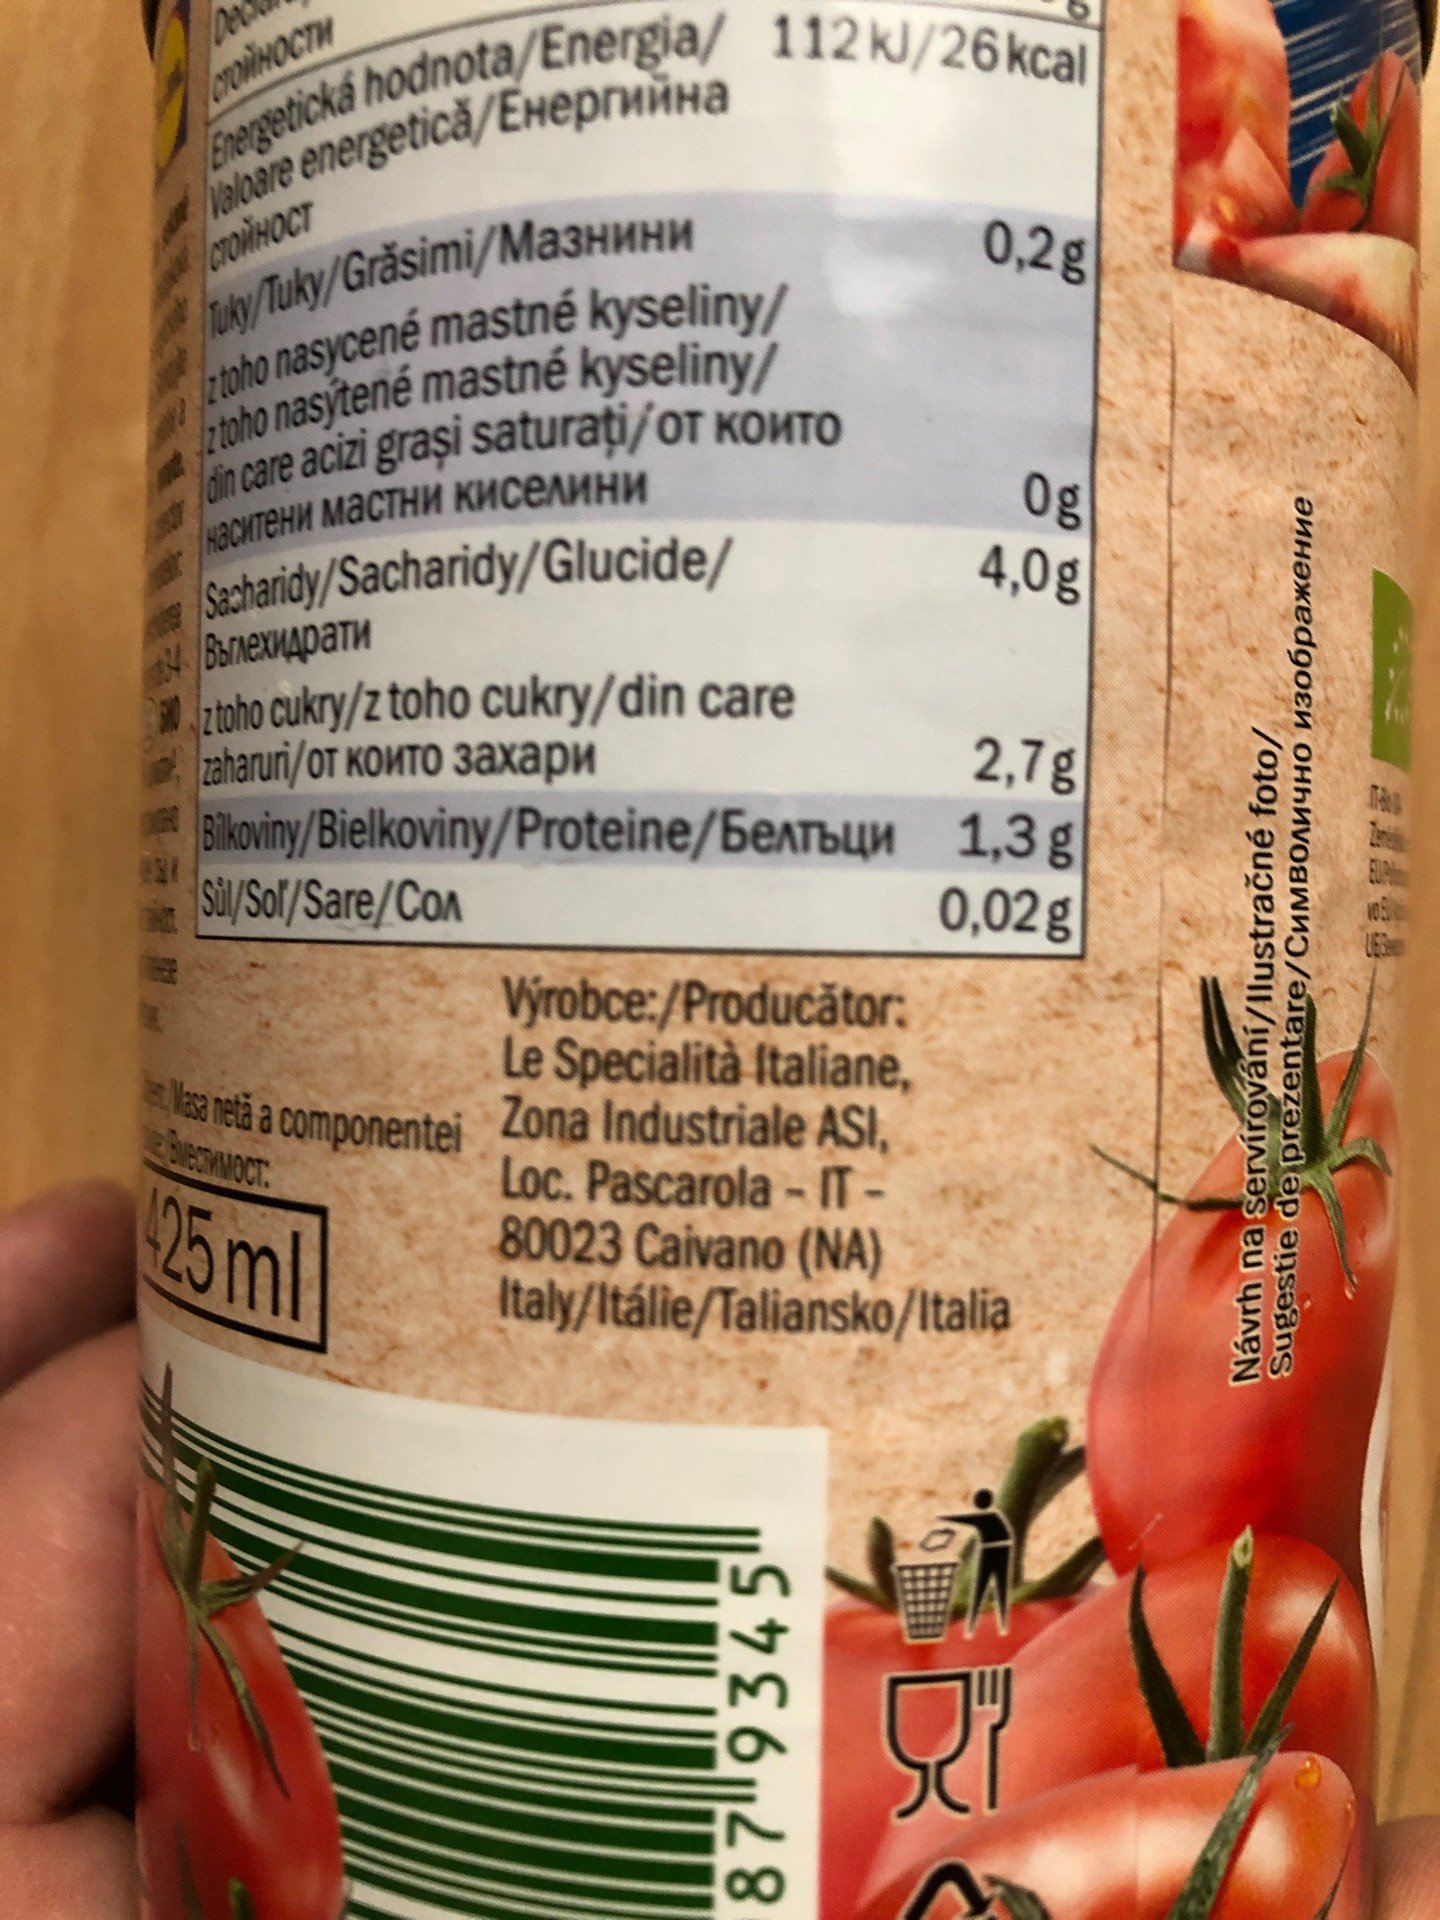 стойности
Energetická hodnota/Energia/ 112 kJ/26 kcal
Valoare energetică/Енергийна
стойност
Tuky/Tuky/Grăsimi/Мазнини 0,2 g
z toho nasycené mastné kyseliny/
z toho nasýtené mastné kyseliny/
din care acizi grași saturați/от които
наситени мастни киселини 0 g
Sacharidy/Sacharidy/Glucide/ 4,0 g
Въглехидрати
z toho cukry/z toho cukry/din care
zaharuri/от които захари 2,7 g
Bílkoviny/Bielkoviny/Proteine/Белтъци 1,3 g
Sůl/Soľ/Sare/Сол 0,02 g
Výrobce:/Producător:
Le Specialità Italiane,
Zona Industriale ASI,
Loc. Pascarola - IT -
80023 Caivano (NA)
Italy/Itálie/Taliansko/Italia
Masa netă a componentei
Вместимост:
425 ml
Návrh na servírování/Ilustračné foto/
Sugestie de prezentare/Символично изображение
879345